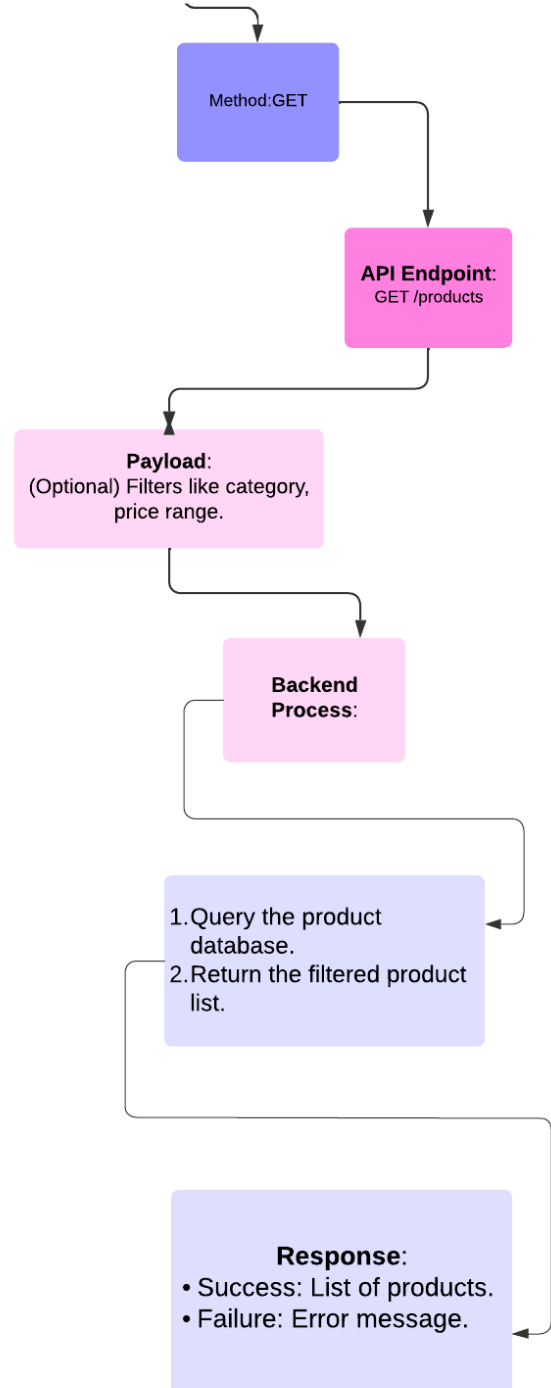 Method:GET
API Endpoint:
GET /products
Payload:
(Optional) Filters like category,
price range.
Backend
Process:
1.Query the product
database.
2.Return the filtered product
list.
Response:
• Success: List of products.
• Failure: Error message.